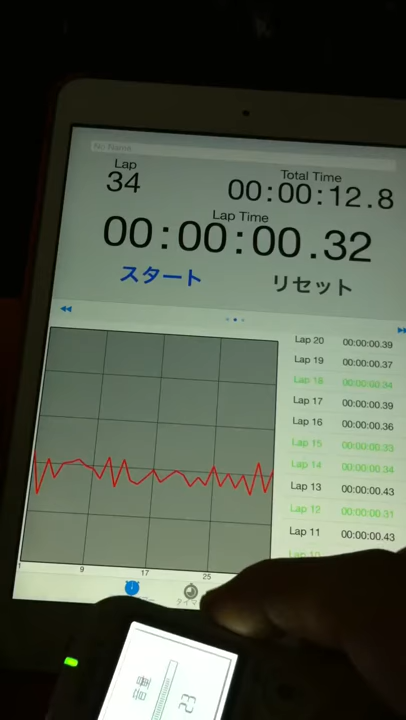 No Name
Lap
34
Total Time
00:00:12.8
Lap Time
00:00:00.32
スタート
リセット
Lap 20 00:00:00.39
Lap 19 00:00:00.37
Lap 18 00:00:00.34
Lap 17 00:00:00.39
Lap 16 00:00:00.36
Lap 15 00:00:00.33
Lap 14 00:00:00.34
Lap 13 00:00:00.43
Lap 12 00:00:00.31
Lap 11 00:00:00.43
Lap 10
1 9 17 25
23